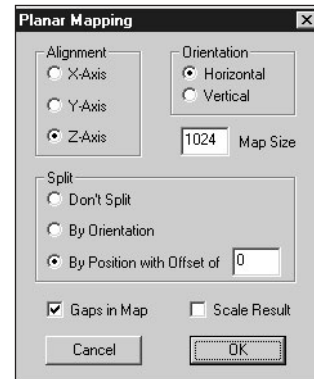 Planar Mapping
Alignment
X-Axis
Y-Axis
Z-Axis
Orientation
Horizontal
Vertical
1024 Map Size
Split
Don't Split
By Orientation
By Position with Offset of 0
Gaps in Map
Scale Result
Cancel
OK